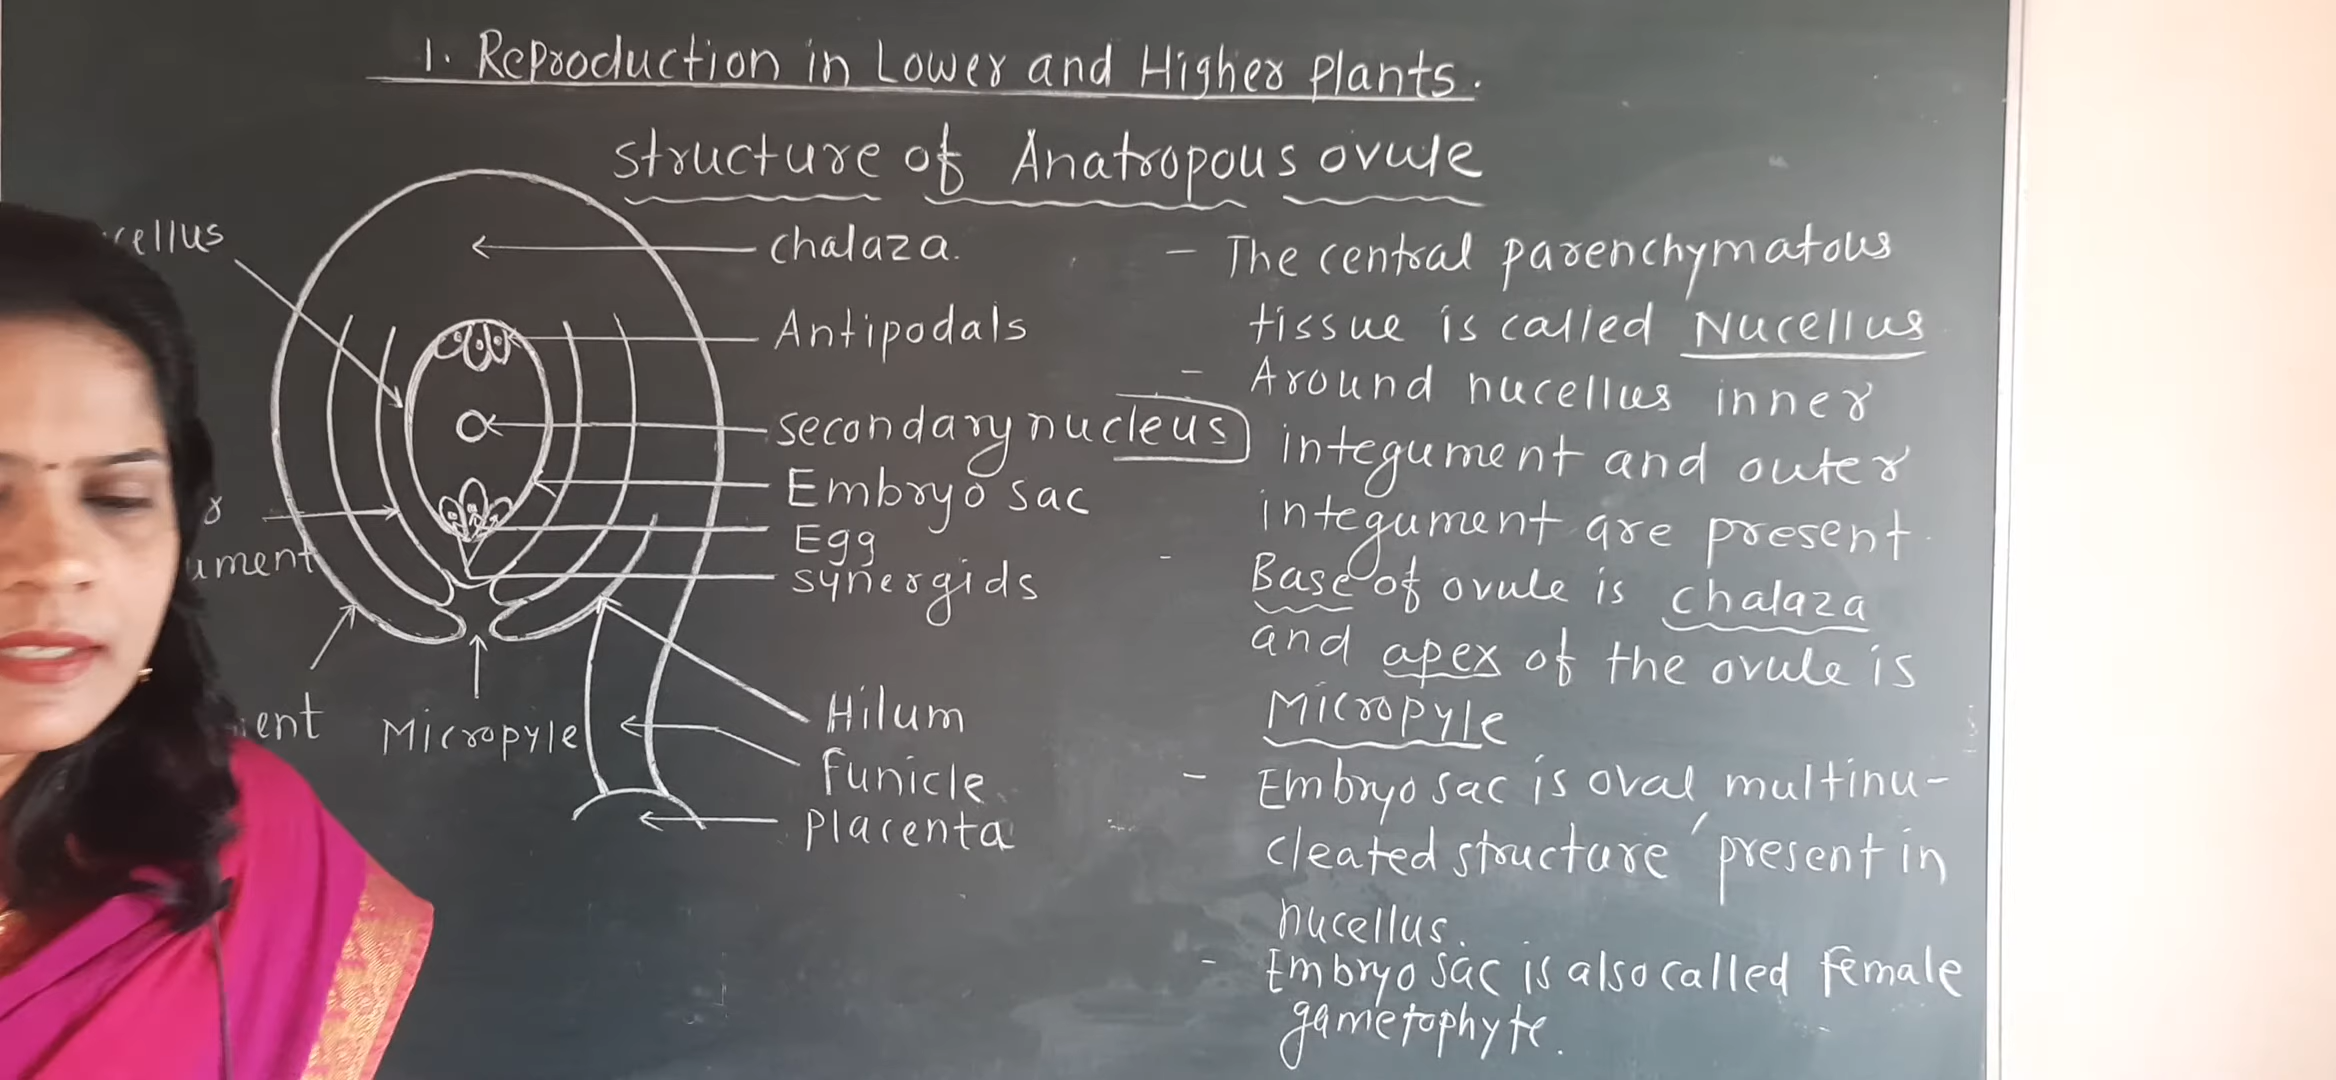 1. Reproduction in Lower and Higher Plants.
Structure of Anatropous ovule
cellus
chalaza.
Antipodals
secondary nucleus
Embryo sac
Egg
synergids
ument
Micropyle
Hilum
Funicle
Placenta
- The central parenchymatous
tissue is called Nucellus
- Around nucellus inner
integument and outer
integument are present.
- Base of ovule is chalaza
and apex of the ovule is
Micropyle
- Embryo sac is oval, multinu-
cleated structure present in
nucellus.
- Embryo sac is also called female
gametophyte.